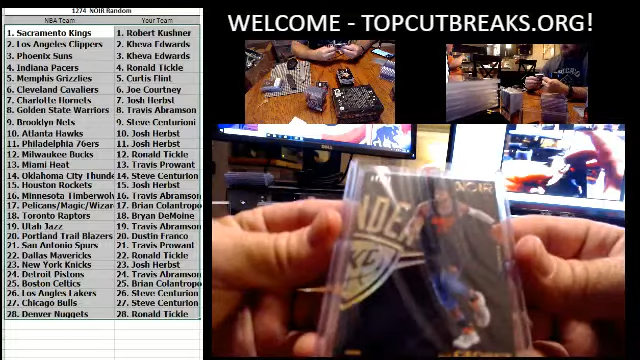 1274 NOIR Random
NBA Team Your Team
1. Sacramento Kings 1. Robert Kushner
2. Los Angeles Clippers 2. Kheva Edwards
3. Phoenix Suns 3. Kheva Edwards
4. Indiana Pacers 4. Ronald Tickle
5. Memphis Grizzlies 5. Curtis Flint
6. Cleveland Cavaliers 6. Joe Courtney
7. Charlotte Hornets 7. Josh Herbst
8. Golden State Warriors 8. Travis Abramson
9. Brooklyn Nets 9. Steve Centurioni
10. Atlanta Hawks 10. Josh Herbst
11. Philadelphia 76ers 11. Josh Herbst
12. Milwaukee Bucks 12. Ronald Tickle
13. Miami Heat 13. Travis Prowant
14. Oklahoma City Thunde 14. Steve Centurion
15. Houston Rockets 15. Josh Herbst
16. Minnesota Timberwol 16. Travis Abramson
17. Pelicans/Magic/Wizar 17. Brian Colantropo
18. Toronto Raptors 18. Bryan DeMoine
19. Utah Jazz 19. Travis Abramson
20. Portland Trail Blazers 20. Dustin Franco
21. San Antonio Spurs 21. Travis Prowant
22. Dallas Mavericks 22. Ronald Tickle
23. New York Knicks 23. Josh Herbst
24. Detroit Pistons 24. Travis Abramson
25. Boston Celtics 25. Brian Colantropo
26. Los Angeles Lakers 26. Steve Centurion
27. Chicago Bulls 27. Steve Centurion
28. Denver Nuggets 28. Ronald Tickle
WELCOME - TOPCUTBREAKS.ORG!
DELL
NOIR